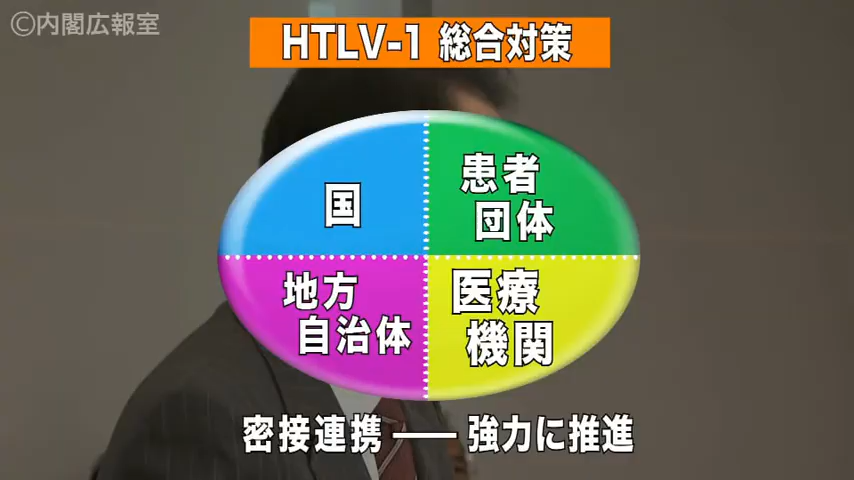 ©内閣広報室
HTLV-1 総合対策
国
患者
団体
地方
自治体
医療
機関
密接連携 ―― 強力に推進